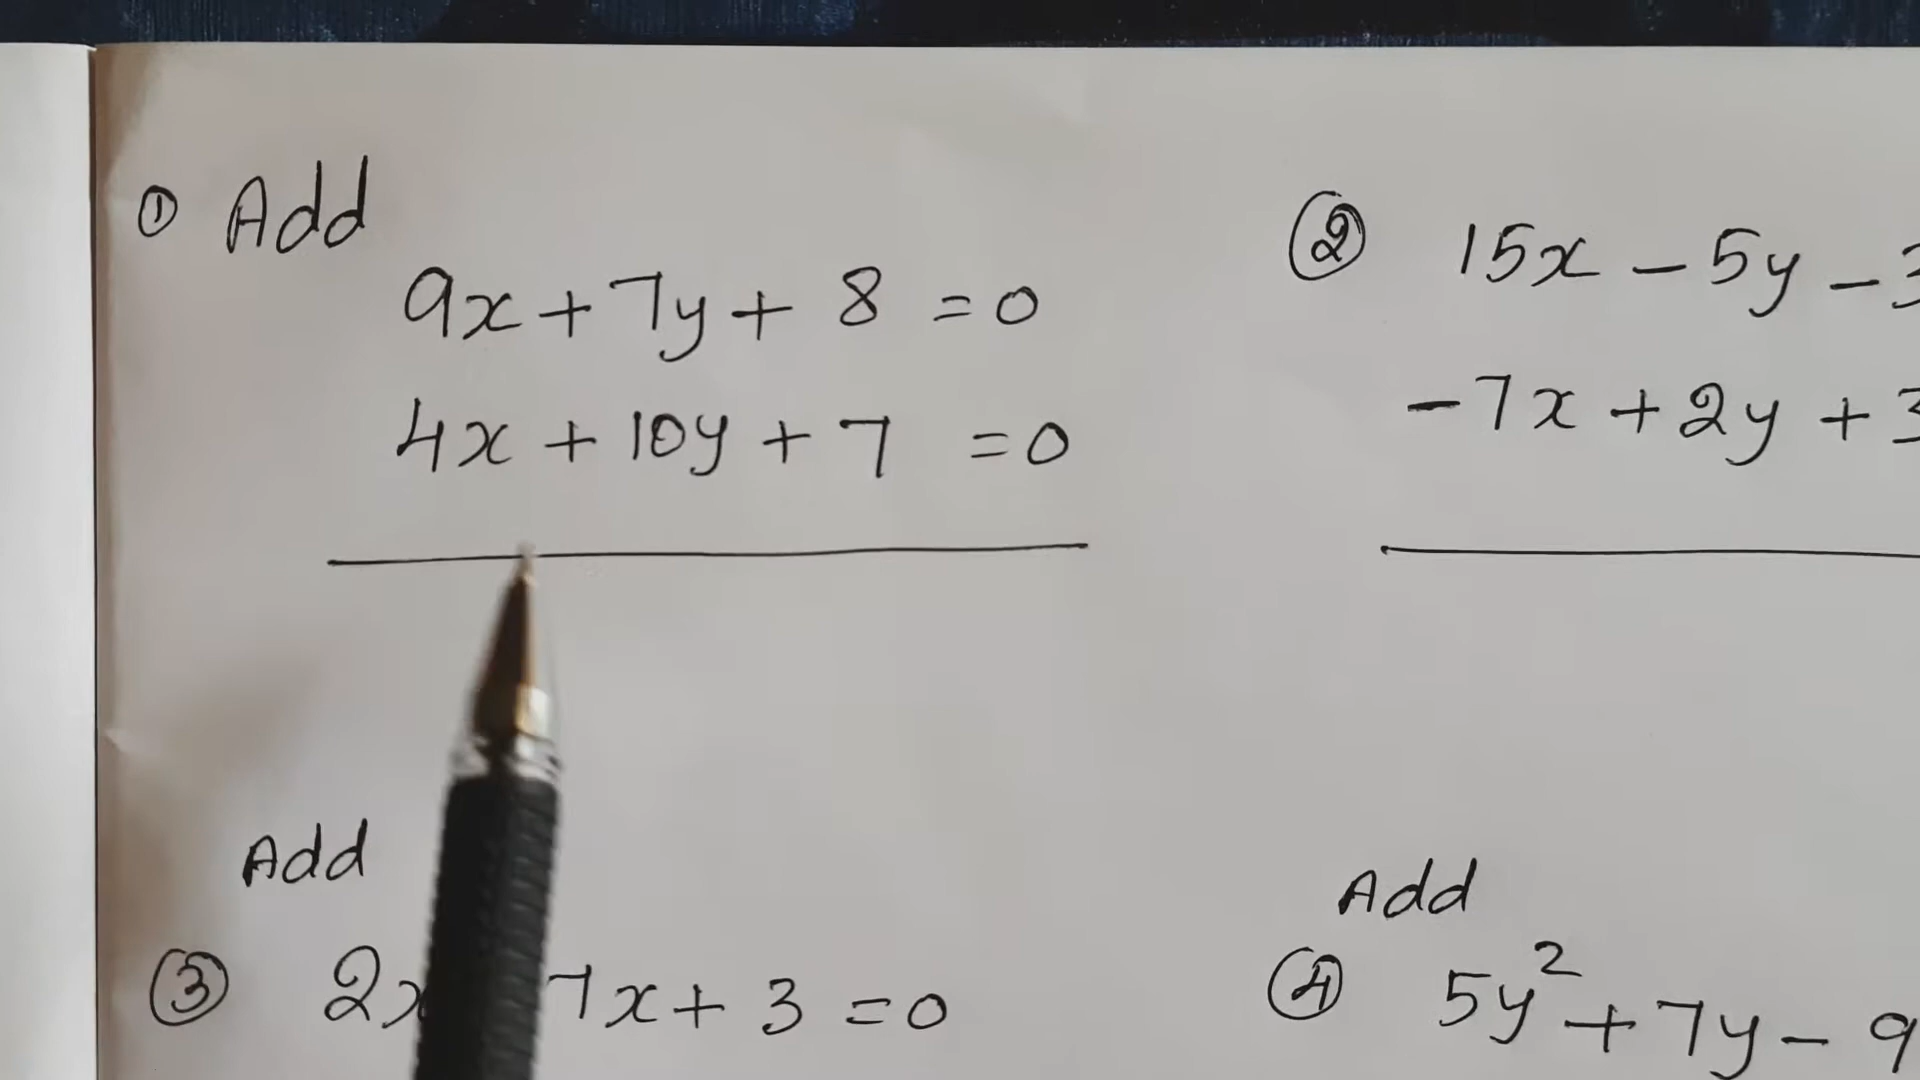 ① Add
9x + 7y + 8 = 0
4x + 10y + 7 = 0
② 15x - 5y -
-7x + 2y +
Add
③ 2x 7x + 3 = 0
Add
④ 5y² + 7y - 9